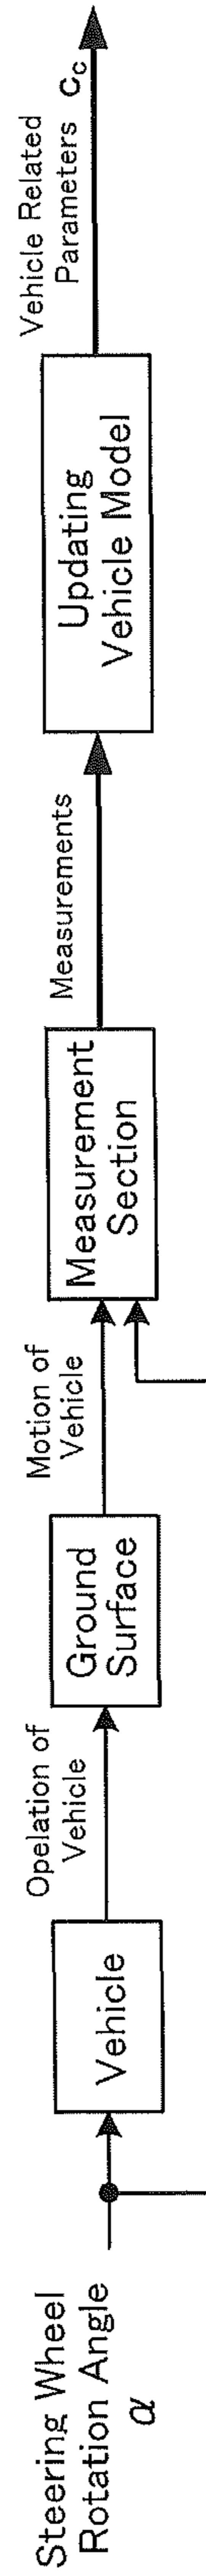 Steering Wheel
Rotation Angle
α
Vehicle
Opelation of
Vehicle
Ground
Surface
Motion of
Vehicle
Measurement
Section
Measurements
Updating
Vehicle Model
Vehicle Related
Parameters c_c